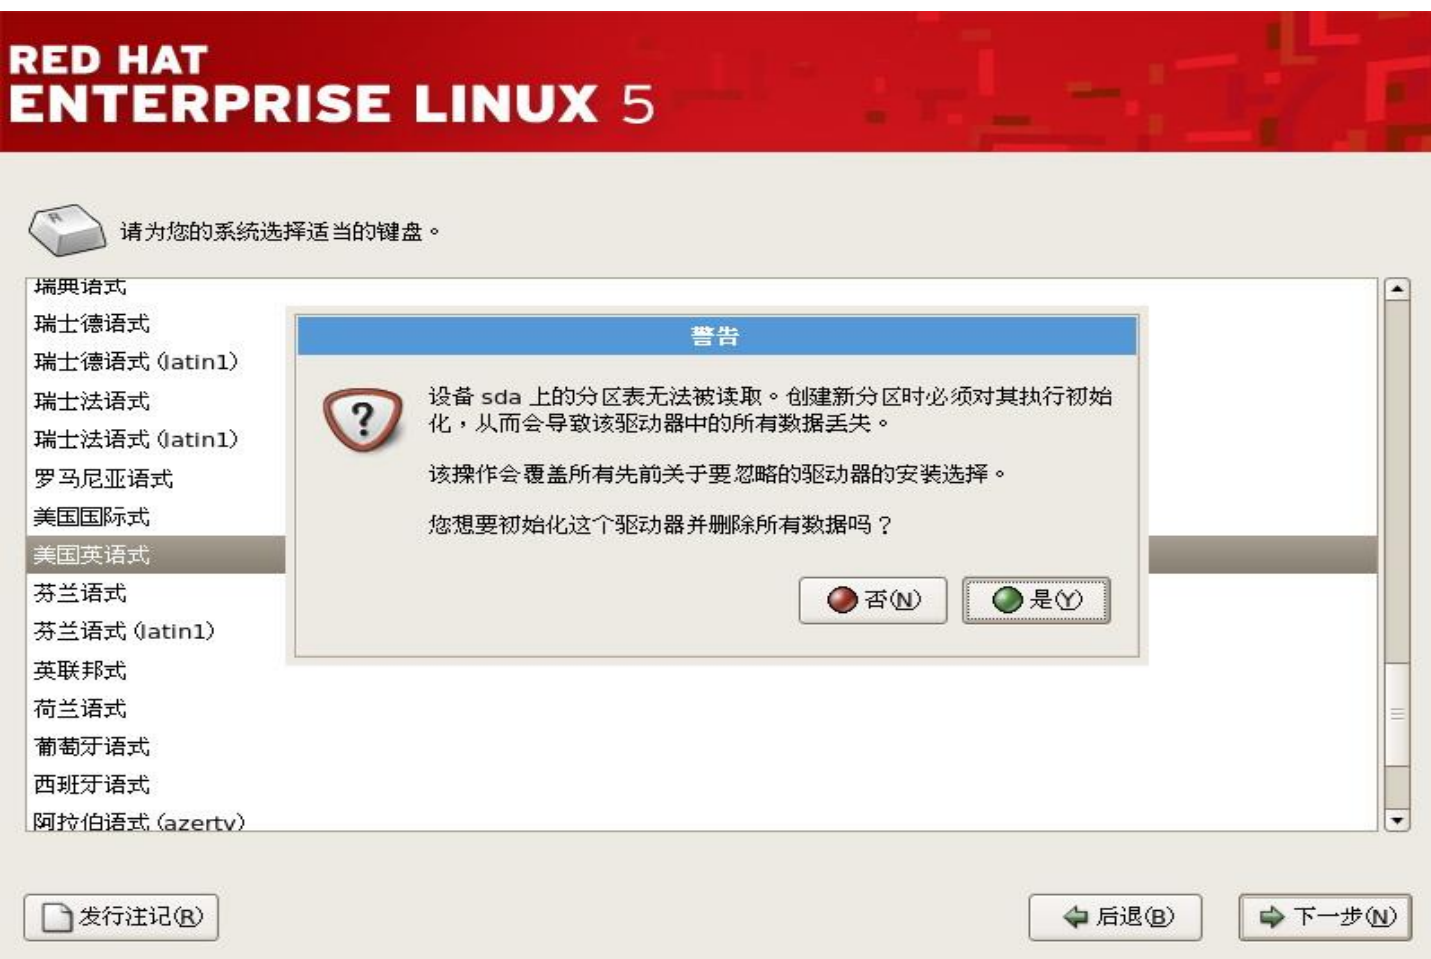 RED HAT
ENTERPRISE LINUX 5
请为您的系统选择适当的键盘。
瑞典语式
瑞士德语式
瑞士德语式 (latin1)
瑞士法语式
瑞士法语式 (latin1)
罗马尼亚语式
美国国际式
美国英语式
芬兰语式
芬兰语式 (latin1)
英联邦式
荷兰语式
葡萄牙语式
西班牙语式
阿拉伯语式 (azerty)
警告
设备 sda 上的分区表无法被读取。创建新分区时必须对其执行初始
化，从而会导致该驱动器中的所有数据丢失。
该操作会覆盖所有先前关于要忽略的驱动器的安装选择。
您想要初始化这个驱动器并删除所有数据吗？
否(N)
是(Y)
发行注记(R)
后退(B)
下一步(N)